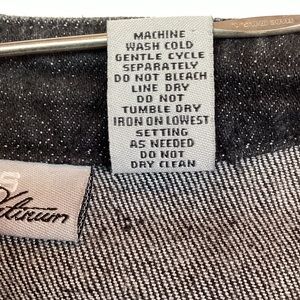 MACHINE
WASH COLD
GENTLE CYCLE
SEPARATELY
DO NOT BLEACH
LINE DRY
DO NOT
TUMBLE DRY
IRON ON LOWEST
SETTING
AS NEEDED
DO NOT
DRY CLEAN